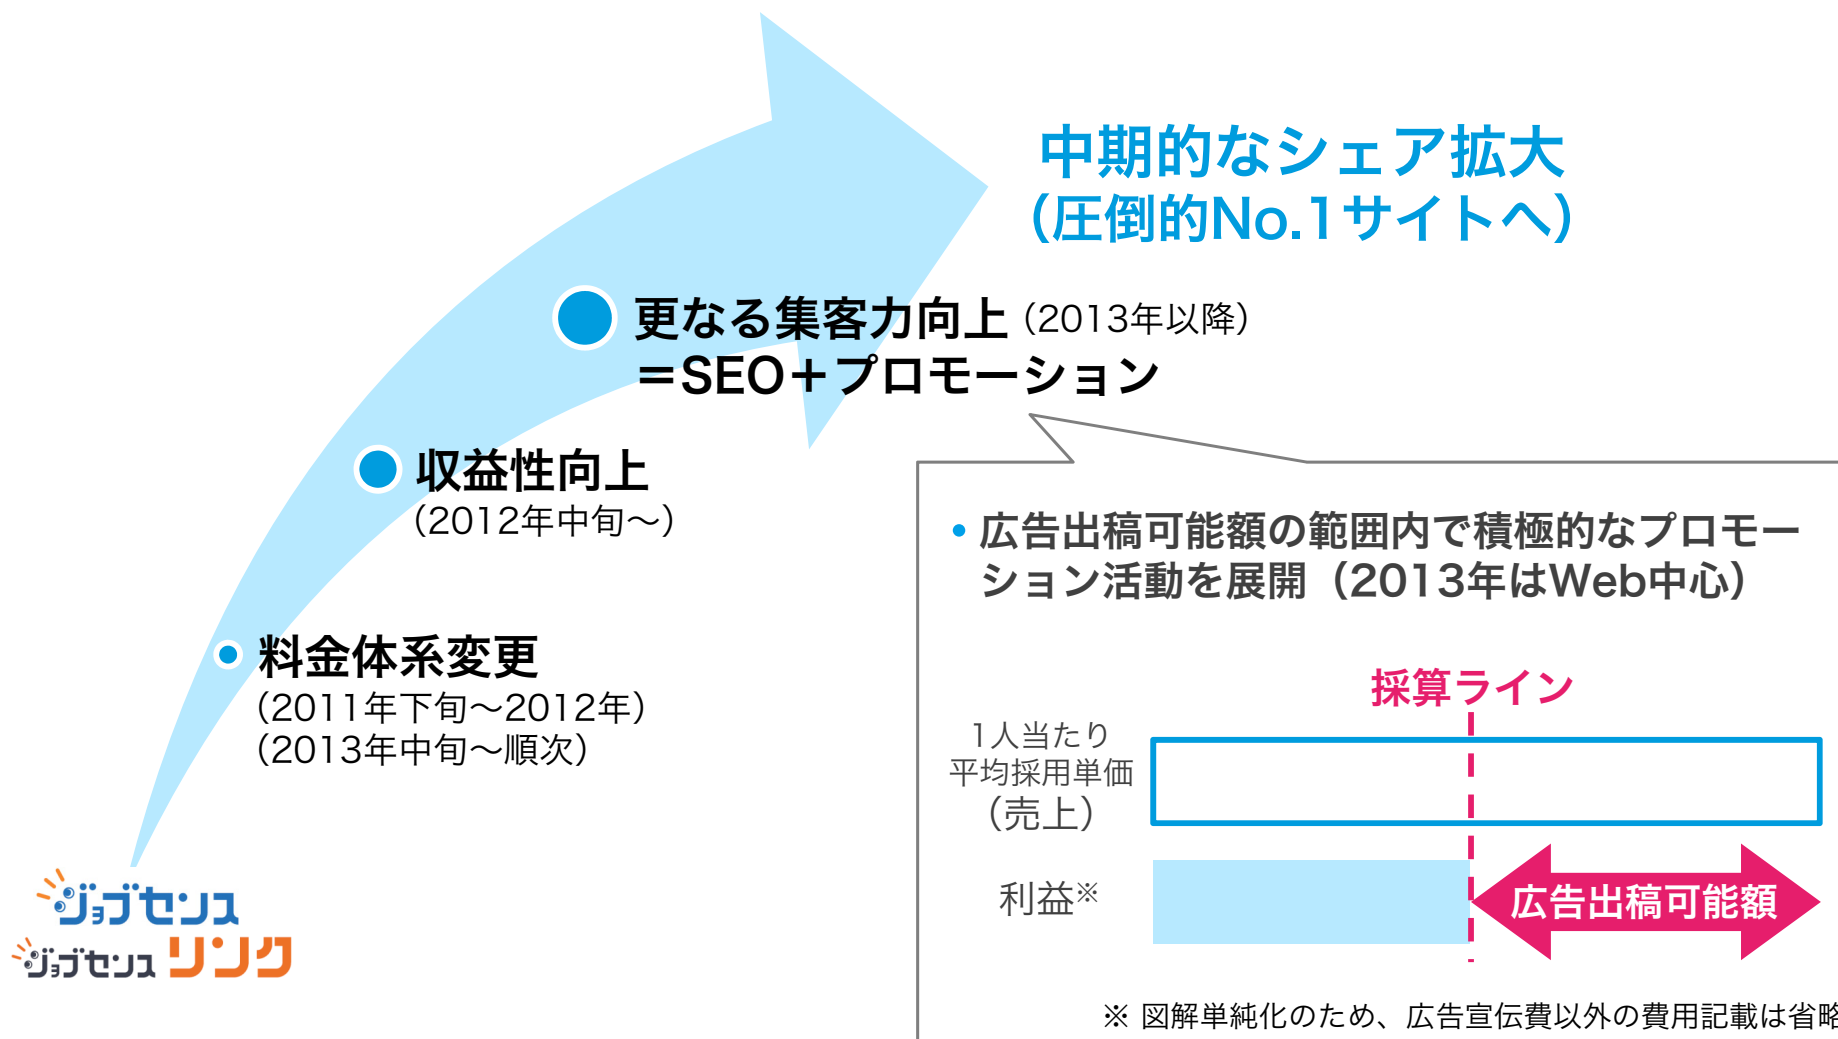 中期的なシェア拡大
（圧倒的No.1サイトへ）
更なる集客力向上（2013年以降）
＝SEO＋プロモーション
収益性向上
（2012年中旬～）
料金体系変更
（2011年下旬～2012年）
（2013年中旬～順次）
ジョブセンス
ジョブセンスリンク
• 広告出稿可能額の範囲内で積極的なプロモー
ション活動を展開（2013年はWeb中心）
採算ライン
1人当たり
平均採用単価
（売上）
利益※
広告出稿可能額
※ 図解単純化のため、広告宣伝費以外の費用記載は省略